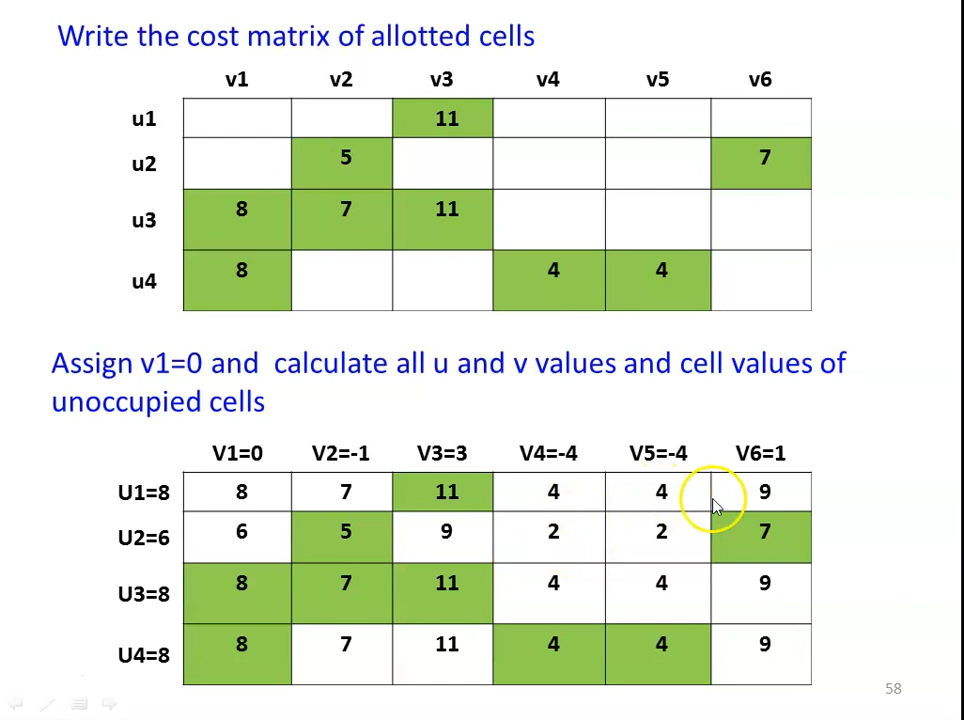 Write the cost matrix of allotted cells
v1 v2 v3 v4 v5 v6
u1 11
u2 5 7
u3 8 7 11
u4 8 4 4
Assign v1=0 and calculate all u and v values and cell values of
unoccupied cells
V1=0 V2=-1 V3=3 V4=-4 V5=-4 V6=1
U1=8 8 7 11 4 4 9
U2=6 6 5 9 2 2 7
U3=8 8 7 11 4 4 9
U4=8 8 7 11 4 4 9
58